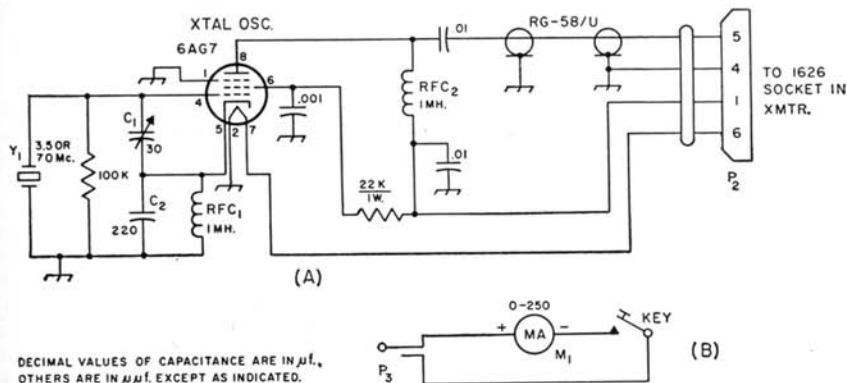 XTAL OSC.
6AG7
8
1
4
6
5
2
7
.001
.01
RG-58/U
5
4
1
6
P2
TO 1626
SOCKET IN
XMTR.
RFC2
1 MH.
.01
Y1
3.5 OR
7.0 Mc.
100K
C1
30
C2
220
RFC1
1 MH.
22K
1W.
(A)
0-250
+ MA -
M1
KEY
P3
(B)
DECIMAL VALUES OF CAPACITANCE ARE IN µf.,
OTHERS ARE IN µµf. EXCEPT AS INDICATED.